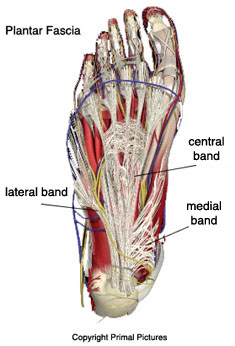 Plantar Fascia
central
band
lateral band
medial
band
Copyright Primal Pictures